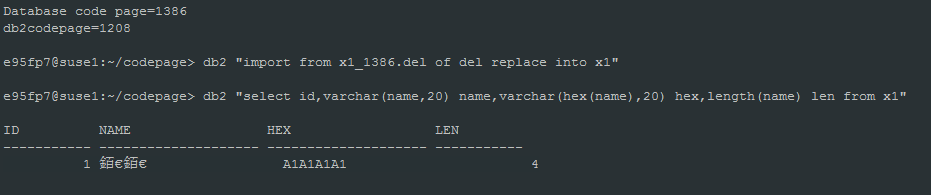 Database code page=1386
db2codepage=1208
e95fp7@suse1:~/codepage> db2 "import from x1_1386.del of del replace into x1"
e95fp7@suse1:~/codepage> db2 "select id,varchar(name,20) name,varchar(hex(name),20) hex,length(name) len from x1"
ID NAME HEX LEN
----------- -------------------- -------------------- -----------
1 銆€銆€ A1A1A1A1 4